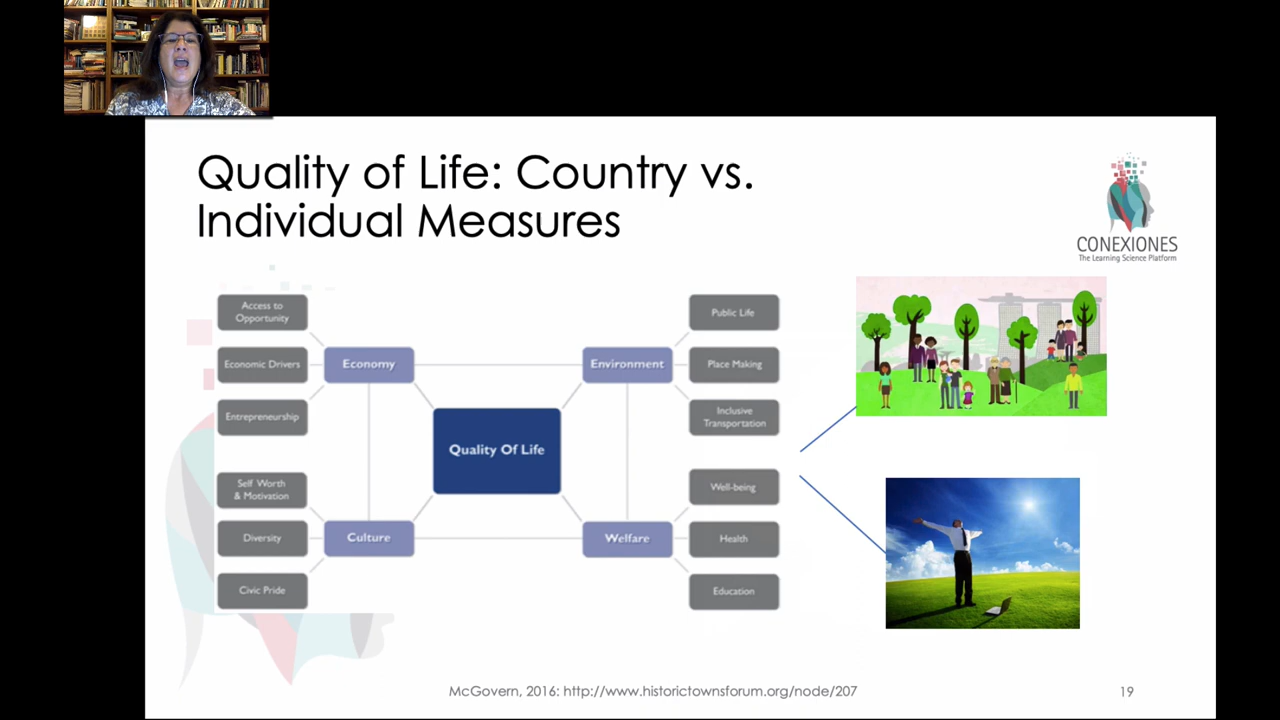 Quality of Life: Country vs.
Individual Measures
CONEXIONES
The Learning Science Platform
Access to
Opportunity
Economic Drivers
Entrepreneurship
Economy
Environment
Public Life
Place Making
Inclusive
Transportation
Quality Of Life
Self Worth
& Motivation
Diversity
Civic Pride
Culture
Welfare
Well-being
Health
Education
McGovern, 2016: http://www.historictownsforum.org/node/207
19